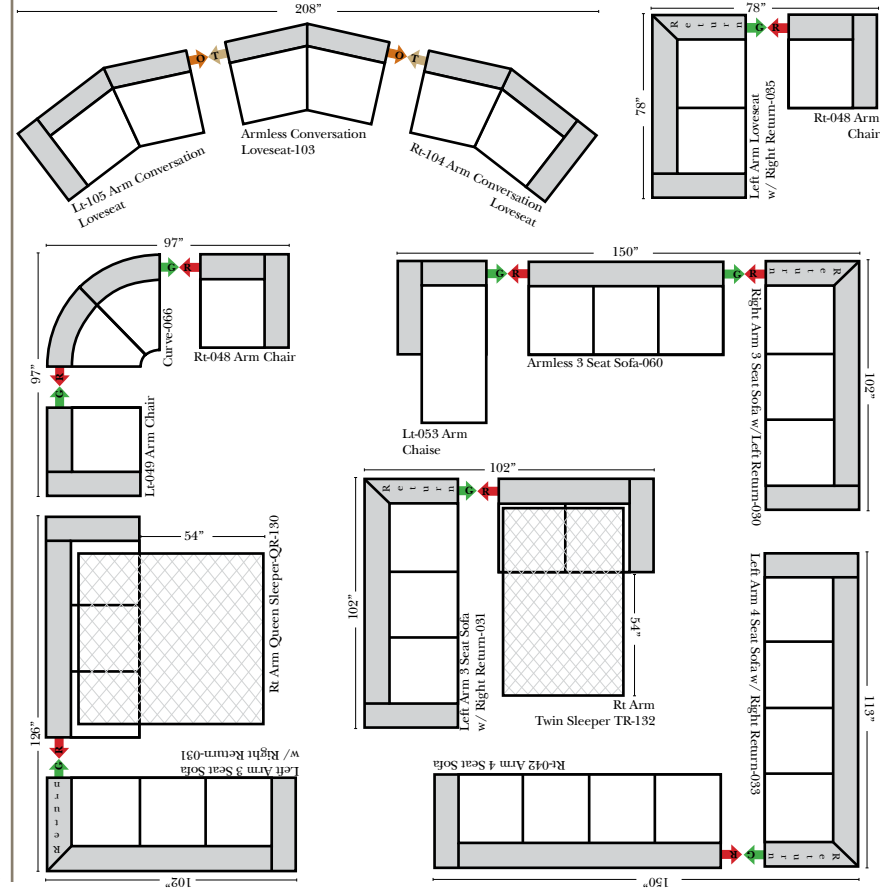 208”
O T
O T
Lt-105 Arm Conversation
Loveseat
Armless Conversation
Loveseat-103
Rt-104 Arm Conversation
Loveseat
78”
78”
Return
G R
Left Arm Loveseat
w/ Right Return-035
Rt-048 Arm
Chair
97”
97”
G R
Curve-066
Rt-048 Arm Chair
R
G
Lt-049 Arm Chair
150”
G R
G R
Return
Armless 3 Seat Sofa-060
Lt-053 Arm
Chaise
Right Arm 3 Seat Sofa w/Left Return-030
102”
102”
102”
Return
G R
Left Arm 3 Seat Sofa
w/ Right Return-031
54”
Rt Arm
Twin Sleeper TR-132
54”
Rt Arm Queen Sleeper-QR-130
126”
R
G
Left Arm 3 Seat Sofa
w/ Right Return-031
Return
102”
Left Arm 4 Seat Sofa w/ Right Return-033
113”
Rt-042 Arm 4 Seat Sofa
R G
Return
150”